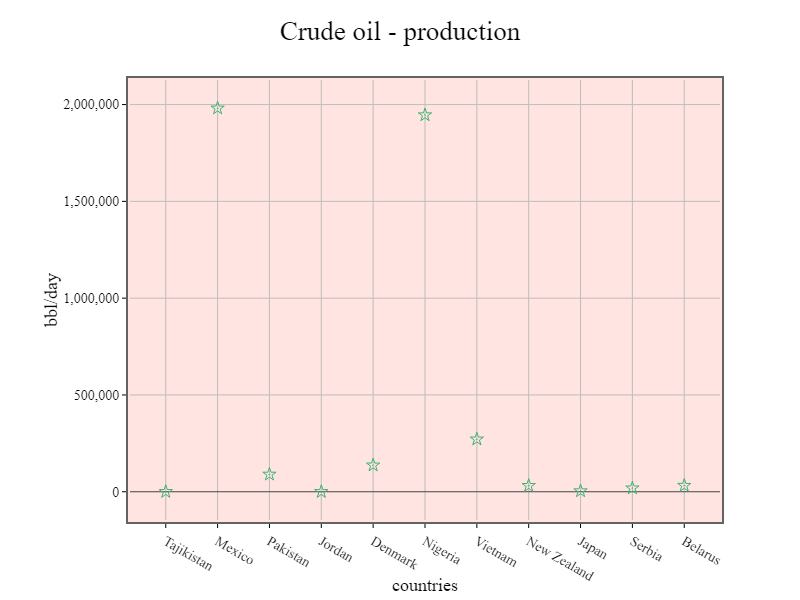 Crude oil - production
bbl/day
2,000,000
1,500,000
1,000,000
500,000
0
Tajikistan
Mexico
Pakistan
Jordan
Denmark
Nigeria
Vietnam
New Zealand
Japan
Serbia
Belarus
countries